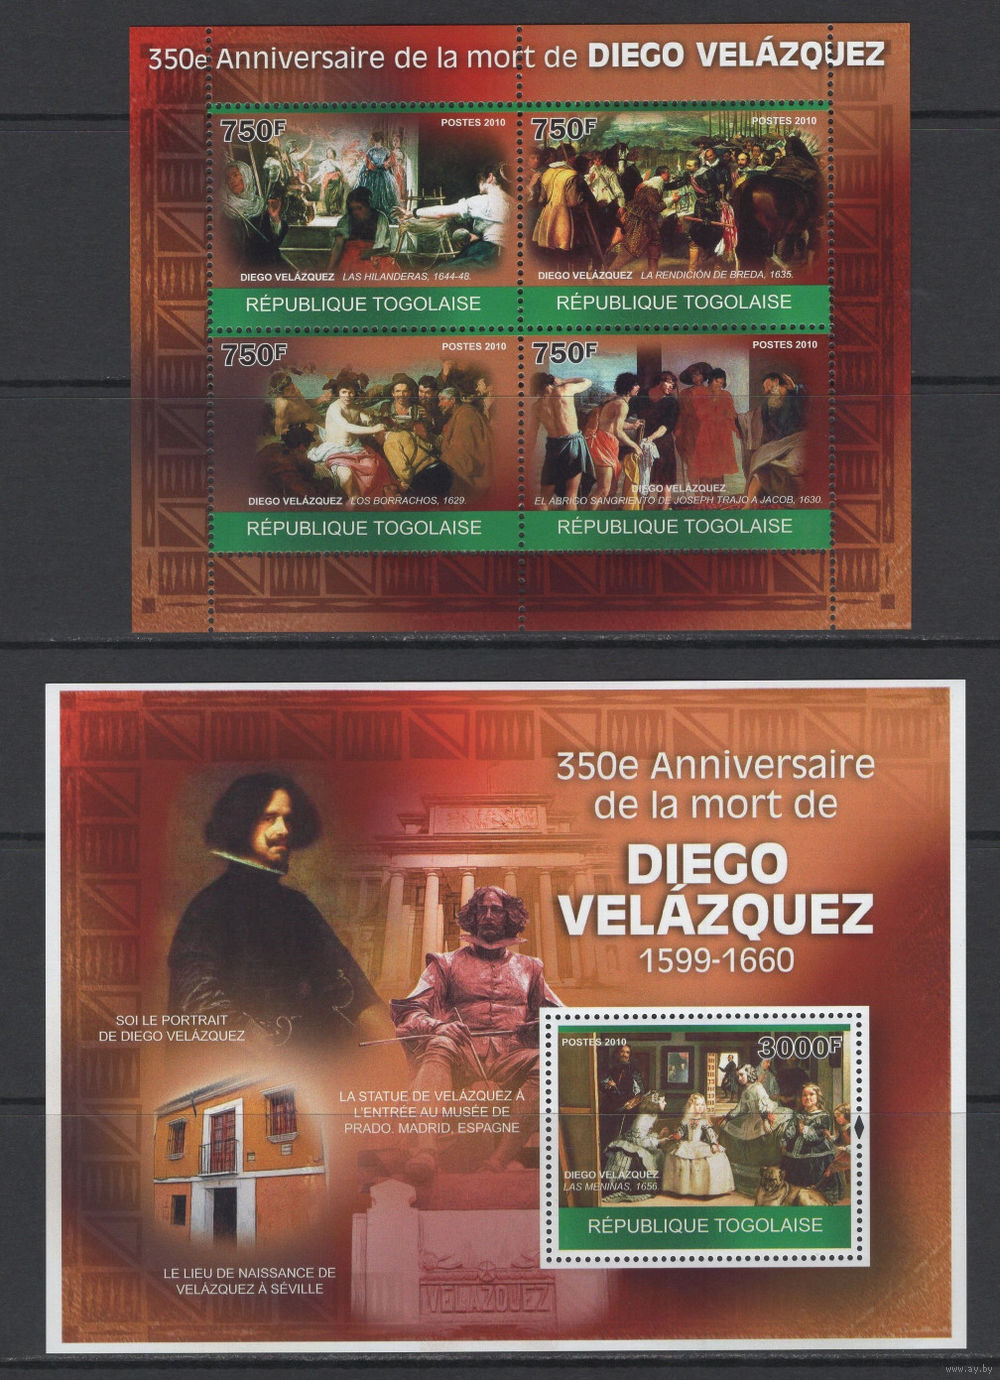 350e Anniversaire de la mort de DIEGO VELÁZQUEZ
750F
POSTES 2010
DIEGO VELÁZQUEZ LAS HILANDERAS, 1644-48.
RÉPUBLIQUE TOGOLAISE
750F
POSTES 2010
DIEGO VELÁZQUEZ LA RENDICIÓN DE BREDA, 1635.
RÉPUBLIQUE TOGOLAISE
750F
POSTES 2010
DIEGO VELÁZQUEZ LOS BORRACHOS, 1629.
RÉPUBLIQUE TOGOLAISE
750F
POSTES 2010
DIEGO VELÁZQUEZ
EL ABRIGO SANGRIENTO DE JOSEPH TRAJO A JACOB, 1630.
RÉPUBLIQUE TOGOLAISE
350e Anniversaire
de la mort de
DIEGO
VELÁZQUEZ
1599-1660
SOI LE PORTRAIT
DE DIEGO VELÁZQUEZ
LA STATUE DE VELÁZQUEZ À
L'ENTRÉE AU MUSÉE DE
PRADO. MADRID, ESPAGNE
LE LIEU DE NAISSANCE DE
VELÁZQUEZ À SÉVILLE
VELAZQUEZ
POSTES 2010
3000F
DIEGO VELÁZQUEZ
LAS MENINAS, 1656.
RÉPUBLIQUE TOGOLAISE
www.ay.by